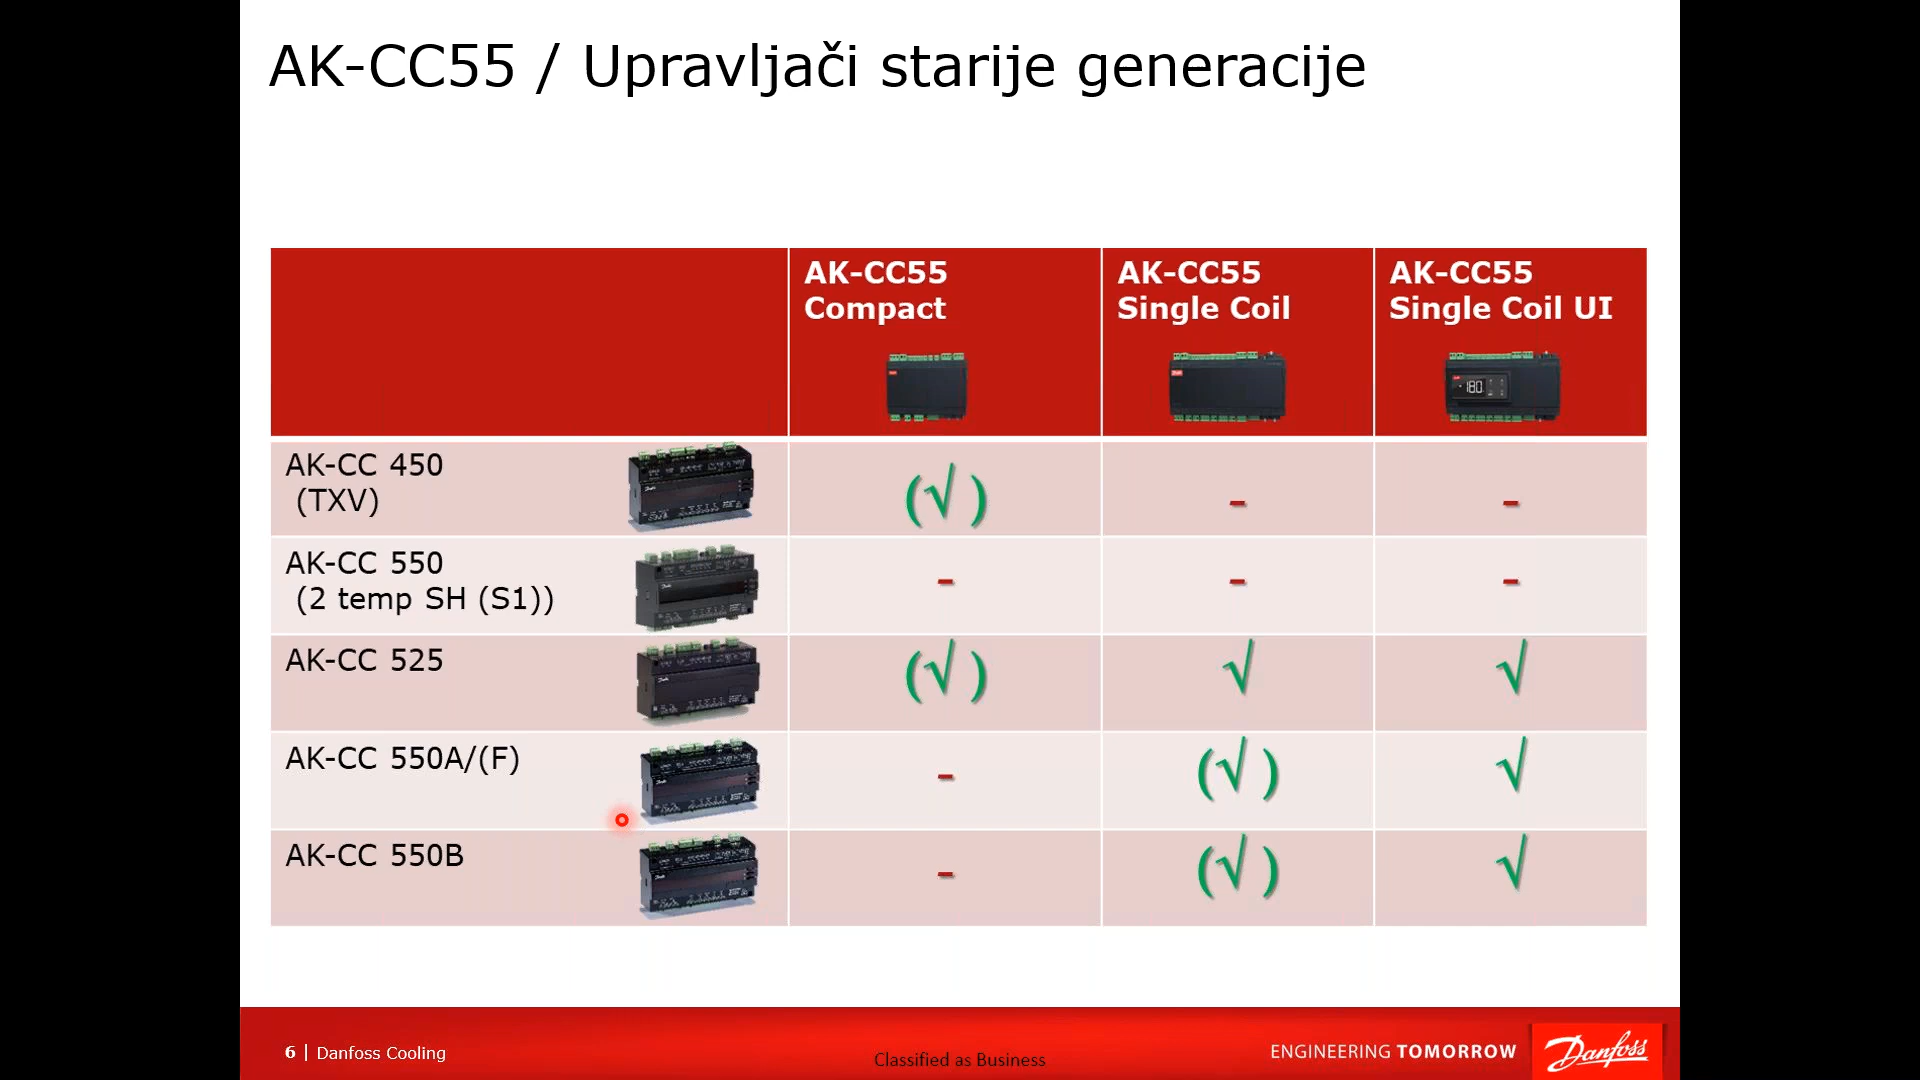 AK-CC55 / Upravljači starije generacije
AK-CC55
Compact
AK-CC55
Single Coil
AK-CC55
Single Coil UI
180
AK-CC 450
(TXV)
(√ )
-
-
AK-CC 550
(2 temp SH (S1))
-
-
-
AK-CC 525
(√ )
√
√
AK-CC 550A/(F)
-
(√ )
√
AK-CC 550B
-
(√ )
√
6 | Danfoss Cooling
Classified as Business
ENGINEERING TOMORROW
Danfoss